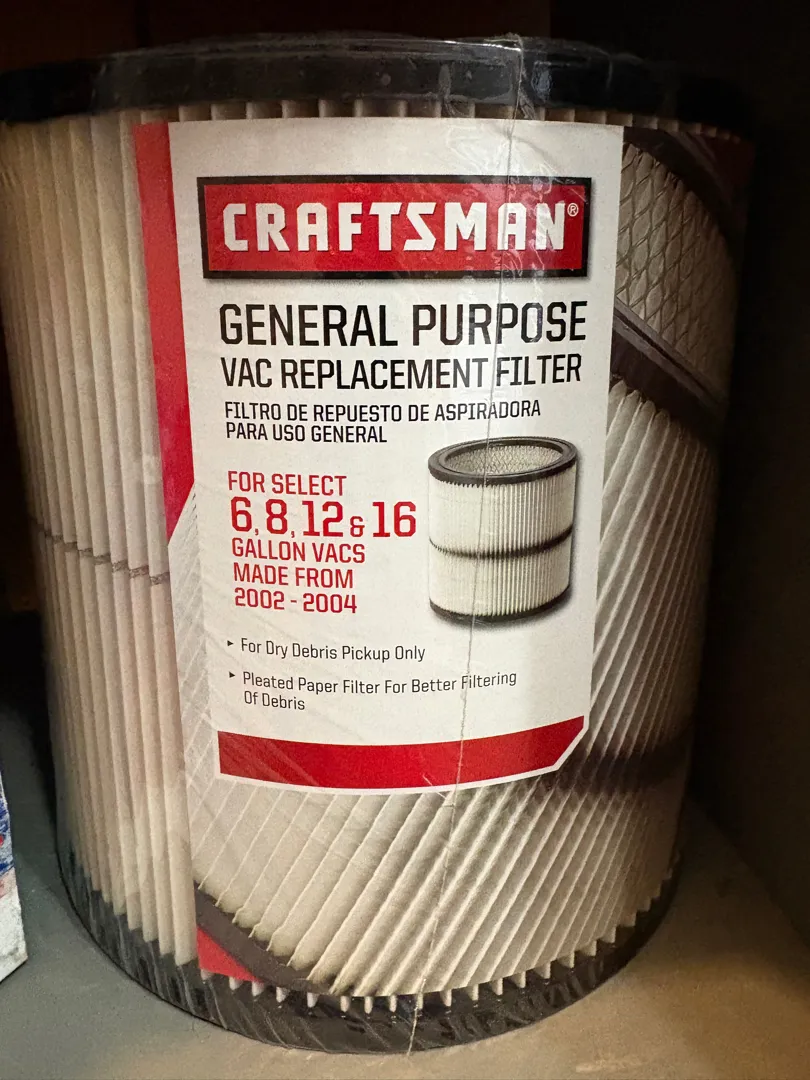 CRAFTSMAN®
GENERAL PURPOSE
VAC REPLACEMENT FILTER
FILTRO DE REPUESTO DE ASPIRADORA
PARA USO GENERAL
FOR SELECT
6, 8, 12 & 16
GALLON VACS
MADE FROM
2002 - 2004
▸ For Dry Debris Pickup Only
▸ Pleated Paper Filter For Better Filtering
Of Debris